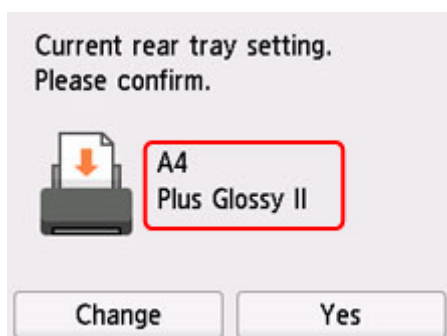 Current rear tray setting.
Please confirm.
A4
Plus Glossy II
Change
Yes